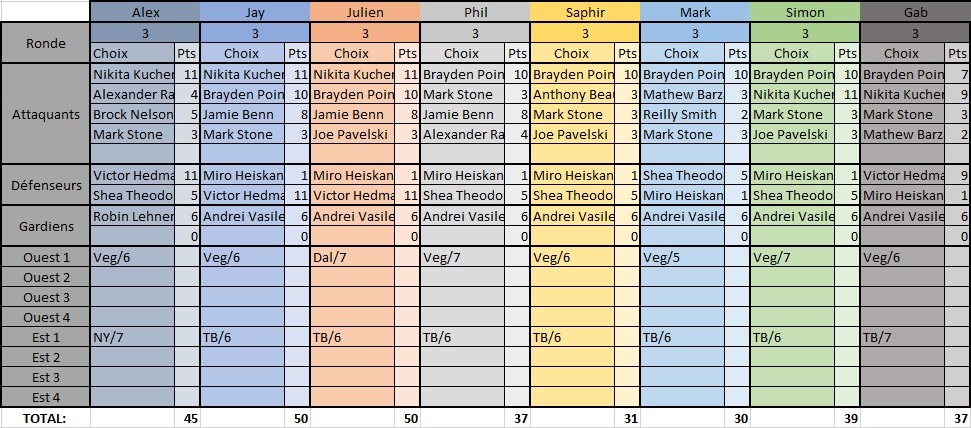 Alex Jay Julien Phil Saphir Mark Simon Gab
Ronde 3 3 3 3 3 3 3 3
Choix Pts Choix Pts Choix Pts Choix Pts Choix Pts Choix Pts Choix Pts Choix Pts
Attaquants
Nikita Kucher 11 Nikita Kuchen 11 Nikita Kuchen 11 Brayden Poin 10 Brayden Poin 10 Brayden Poin 10 Brayden Poin 10 Brayden Poin 7
Alexander Ra 4 Brayden Poin 10 Brayden Poin 10 Mark Stone 3 Anthony Beau 3 Mathew Barz 3 Nikita Kucher 11 Nikita Kucher 9
Brock Nelson 5 Jamie Benn 8 Jamie Benn 8 Jamie Benn 8 Mark Stone 3 Reilly Smith 2 Mark Stone 3 Mark Stone 3
Mark Stone 3 Mark Stone 3 Joe Pavelski 3 Alexander Ra 4 Joe Pavelski 3 Mark Stone 3 Joe Pavelski 3 Mathew Barza 2
Défenseurs
Victor Hedma 11 Miro Heiskan 1 Miro Heiskan 1 Miro Heiskan 1 Miro Heiskan 1 Shea Theodo 5 Miro Heiskan 1 Victor Hedma 9
Shea Theodo 5 Victor Hedma 11 Victor Hedma 11 Shea Theodo 5 Shea Theodo 5 Miro Heiskan 1 Shea Theodo 5 Miro Heiskan 1
Gardiens
Robin Lehner 6 Andrei Vasile 6 Andrei Vasile 6 Andrei Vasile 6 Andrei Vasile 6 Andrei Vasile 6 Andrei Vasile 6 Andrei Vasile 6
0 0 0 0 0 0 0 0
Ouest 1 Veg/6 Veg/6 Dal/7 Veg/7 Veg/6 Veg/5 Veg/7 Veg/6
Ouest 2
Ouest 3
Ouest 4
Est 1 NY/7 TB/6 TB/6 TB/6 TB/6 TB/6 TB/6 TB/7
Est 2
Est 3
Est 4
TOTAL: 45 50 50 37 31 30 39 37